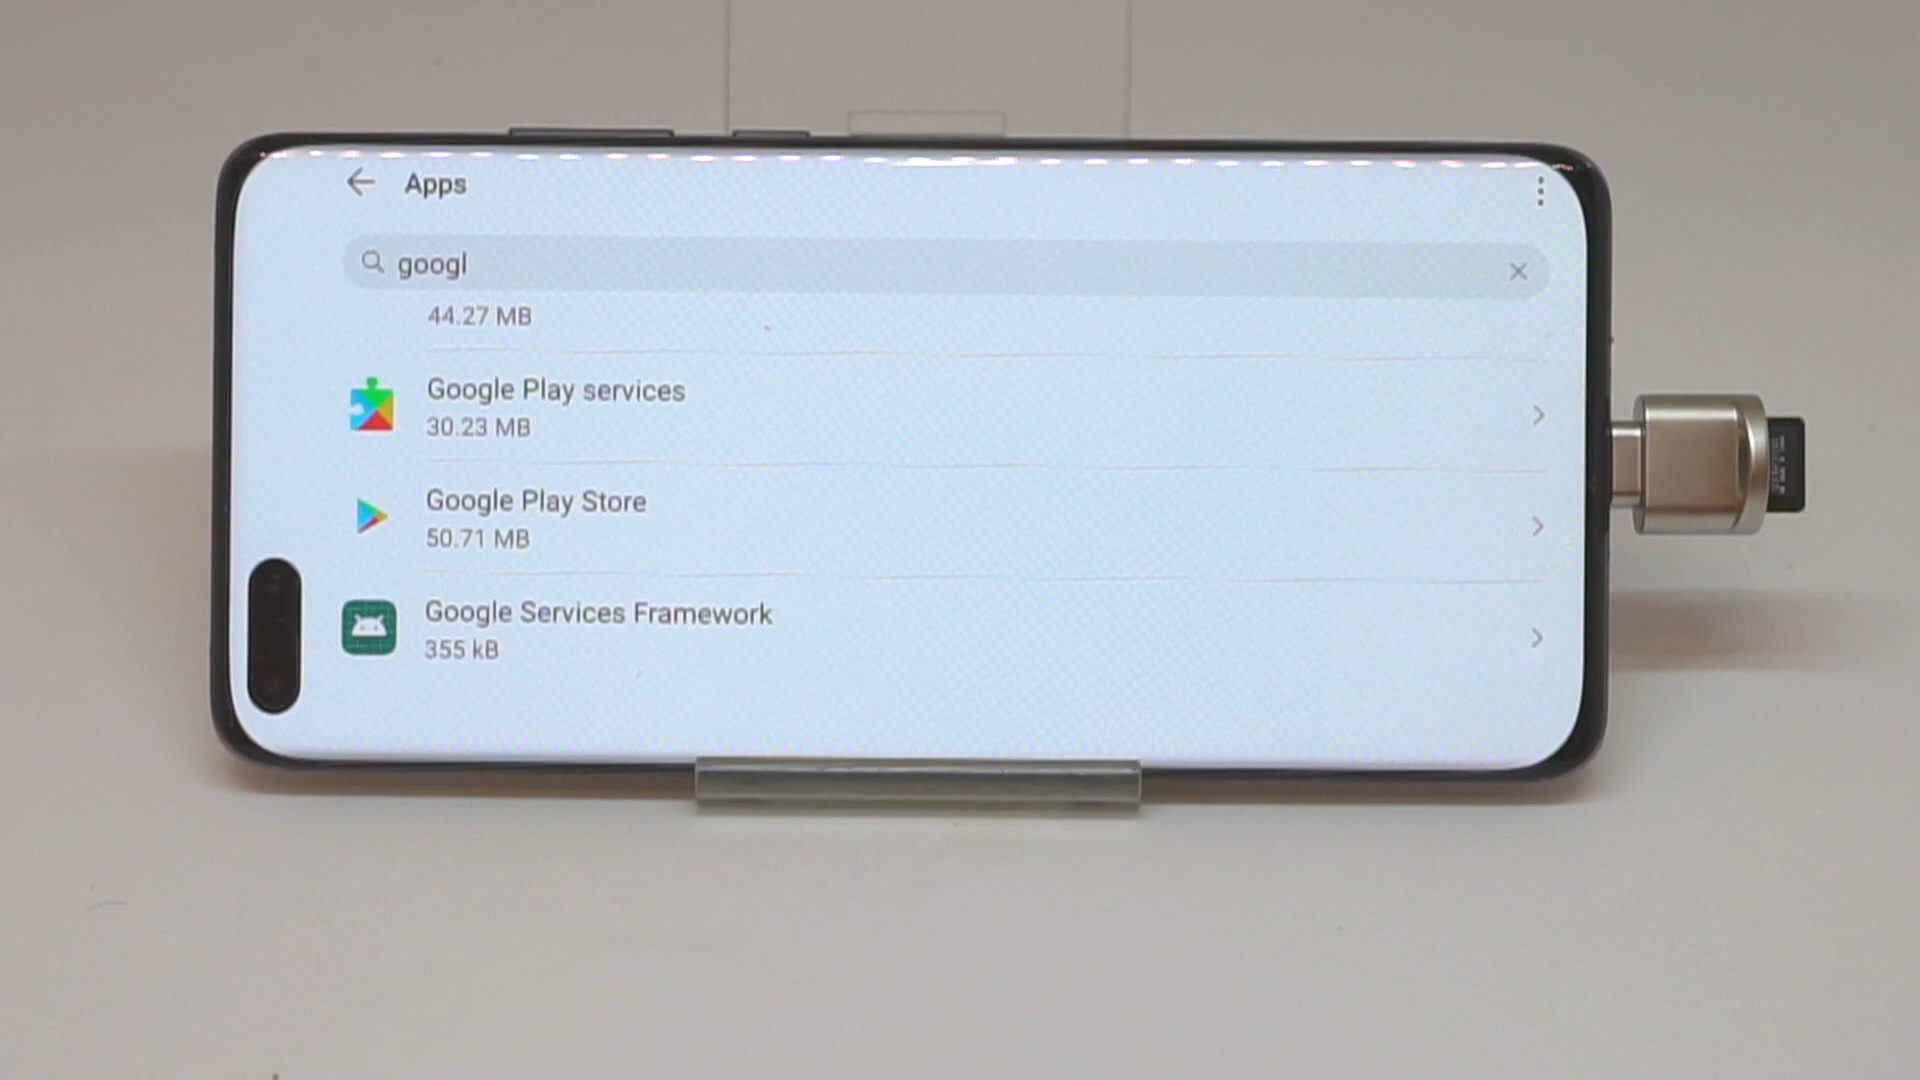 Apps
googl
44.27 MB
Google Play services
30.23 MB
Google Play Store
50.71 MB
Google Services Framework
355 kB